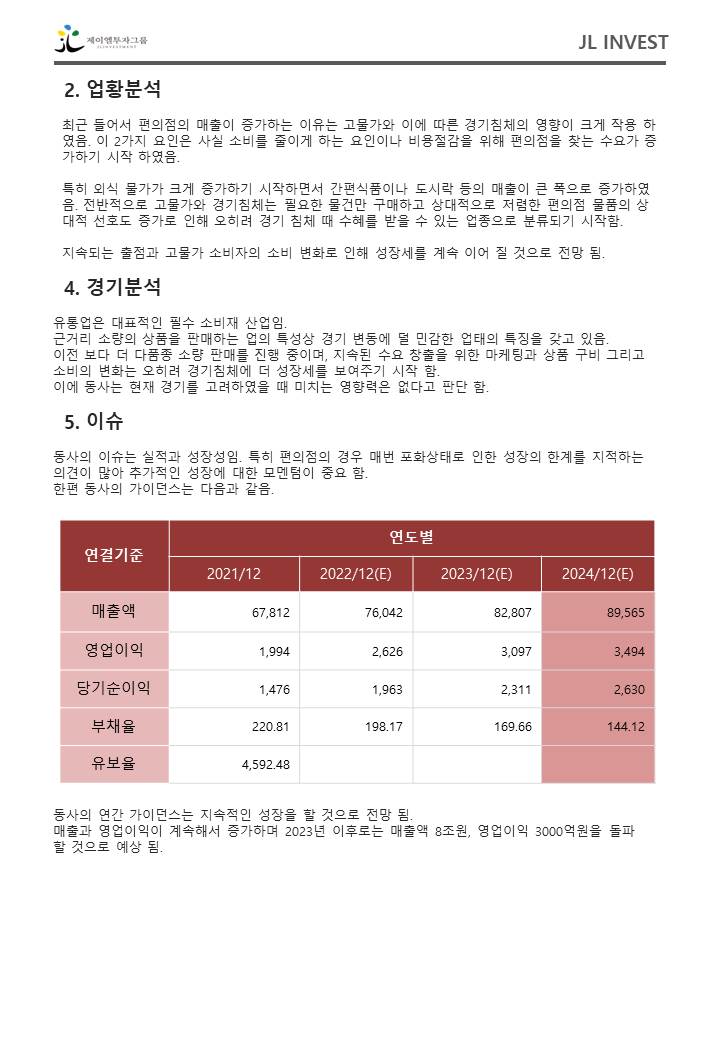 제이엘투자그룹
JLINVESTMENT
JL INVEST
2. 업황분석
최근 들어서 편의점의 매출이 증가하는 이유는 고물가와 이에 따른 경기침체의 영향이 크게 작용 하
였음. 이 2가지 요인은 사실 소비를 줄이게 하는 요인이나 비용절감을 위해 편의점을 찾는 수요가 증
가하기 시작 하였음.
특히 외식 물가가 크게 증가하기 시작하면서 간편식품이나 도시락 등의 매출이 큰 폭으로 증가하였
음. 전반적으로 고물가와 경기침체는 필요한 물건만 구매하고 상대적으로 저렴한 편의점 물품의 상
대적 선호도 증가로 인해 오히려 경기 침체 때 수혜를 받을 수 있는 업종으로 분류되기 시작함.
지속되는 출점과 고물가 소비자의 소비 변화로 인해 성장세를 계속 이어 질 것으로 전망 됨.
4. 경기분석
유통업은 대표적인 필수 소비재 산업임.
근거리 소량의 상품을 판매하는 업의 특성상 경기 변동에 덜 민감한 업태의 특징을 갖고 있음.
이전 보다 더 다품종 소량 판매를 진행 중이며, 지속된 수요 창출을 위한 마케팅과 상품 구비 그리고
소비의 변화는 오히려 경기침체에 더 성장세를 보여주기 시작 함.
이에 동사는 현재 경기를 고려하였을 때 미치는 영향력은 없다고 판단 함.
5. 이슈
동사의 이슈는 실적과 성장성임. 특히 편의점의 경우 매번 포화상태로 인한 성장의 한계를 지적하는
의견이 많아 추가적인 성장에 대한 모멘텀이 중요 함.
한편 동사의 가이던스는 다음과 같음.
연결기준 연도별
2021/12 2022/12(E) 2023/12(E) 2024/12(E)
매출액 67,812 76,042 82,807 89,565
영업이익 1,994 2,626 3,097 3,494
당기순이익 1,476 1,963 2,311 2,630
부채율 220.81 198.17 169.66 144.12
유보율 4,592.48
동사의 연간 가이던스는 지속적인 성장을 할 것으로 전망 됨.
매출과 영업이익이 계속해서 증가하며 2023년 이후로는 매출액 8조원, 영업이익 3000억원을 돌파
할 것으로 예상 됨.